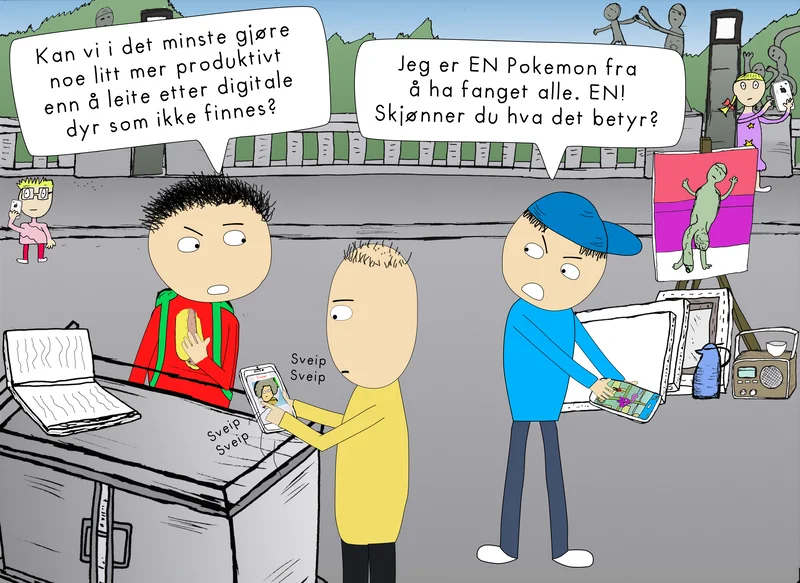 Kan vi i det minste gjøre
noe litt mer produktivt
enn å leite etter digitale
dyr som ikke finnes?
Jeg er EN Pokemon fra
å ha fanget alle. EN!
Skjønner du hva det betyr?
Sveip
Sveip
Sveip
Sveip